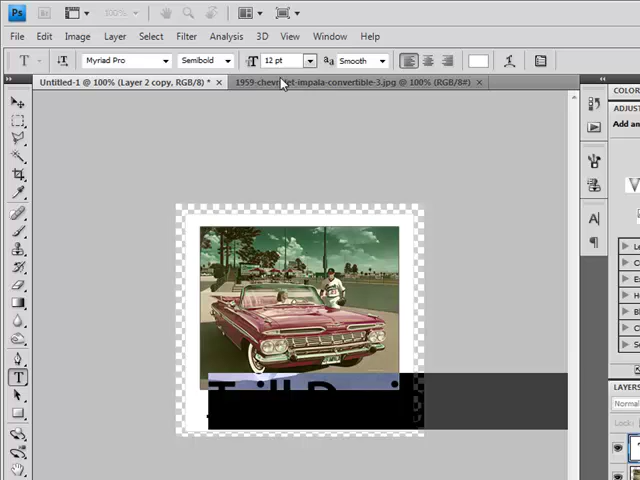 Ps 100%
File Edit Image Layer Select Filter Analysis 3D View Window Help
T Myriad Pro Semibold 12 pt aa Smooth
Untitled-1 @ 100% (Layer 2 copy, RGB/8) * × 1959-chevrolet-impala-convertible-3.jpg @ 100% (RGB/8#) ×
COLOR
ADJUST
Add an
A
T
LAYERS
Normal
Lock: